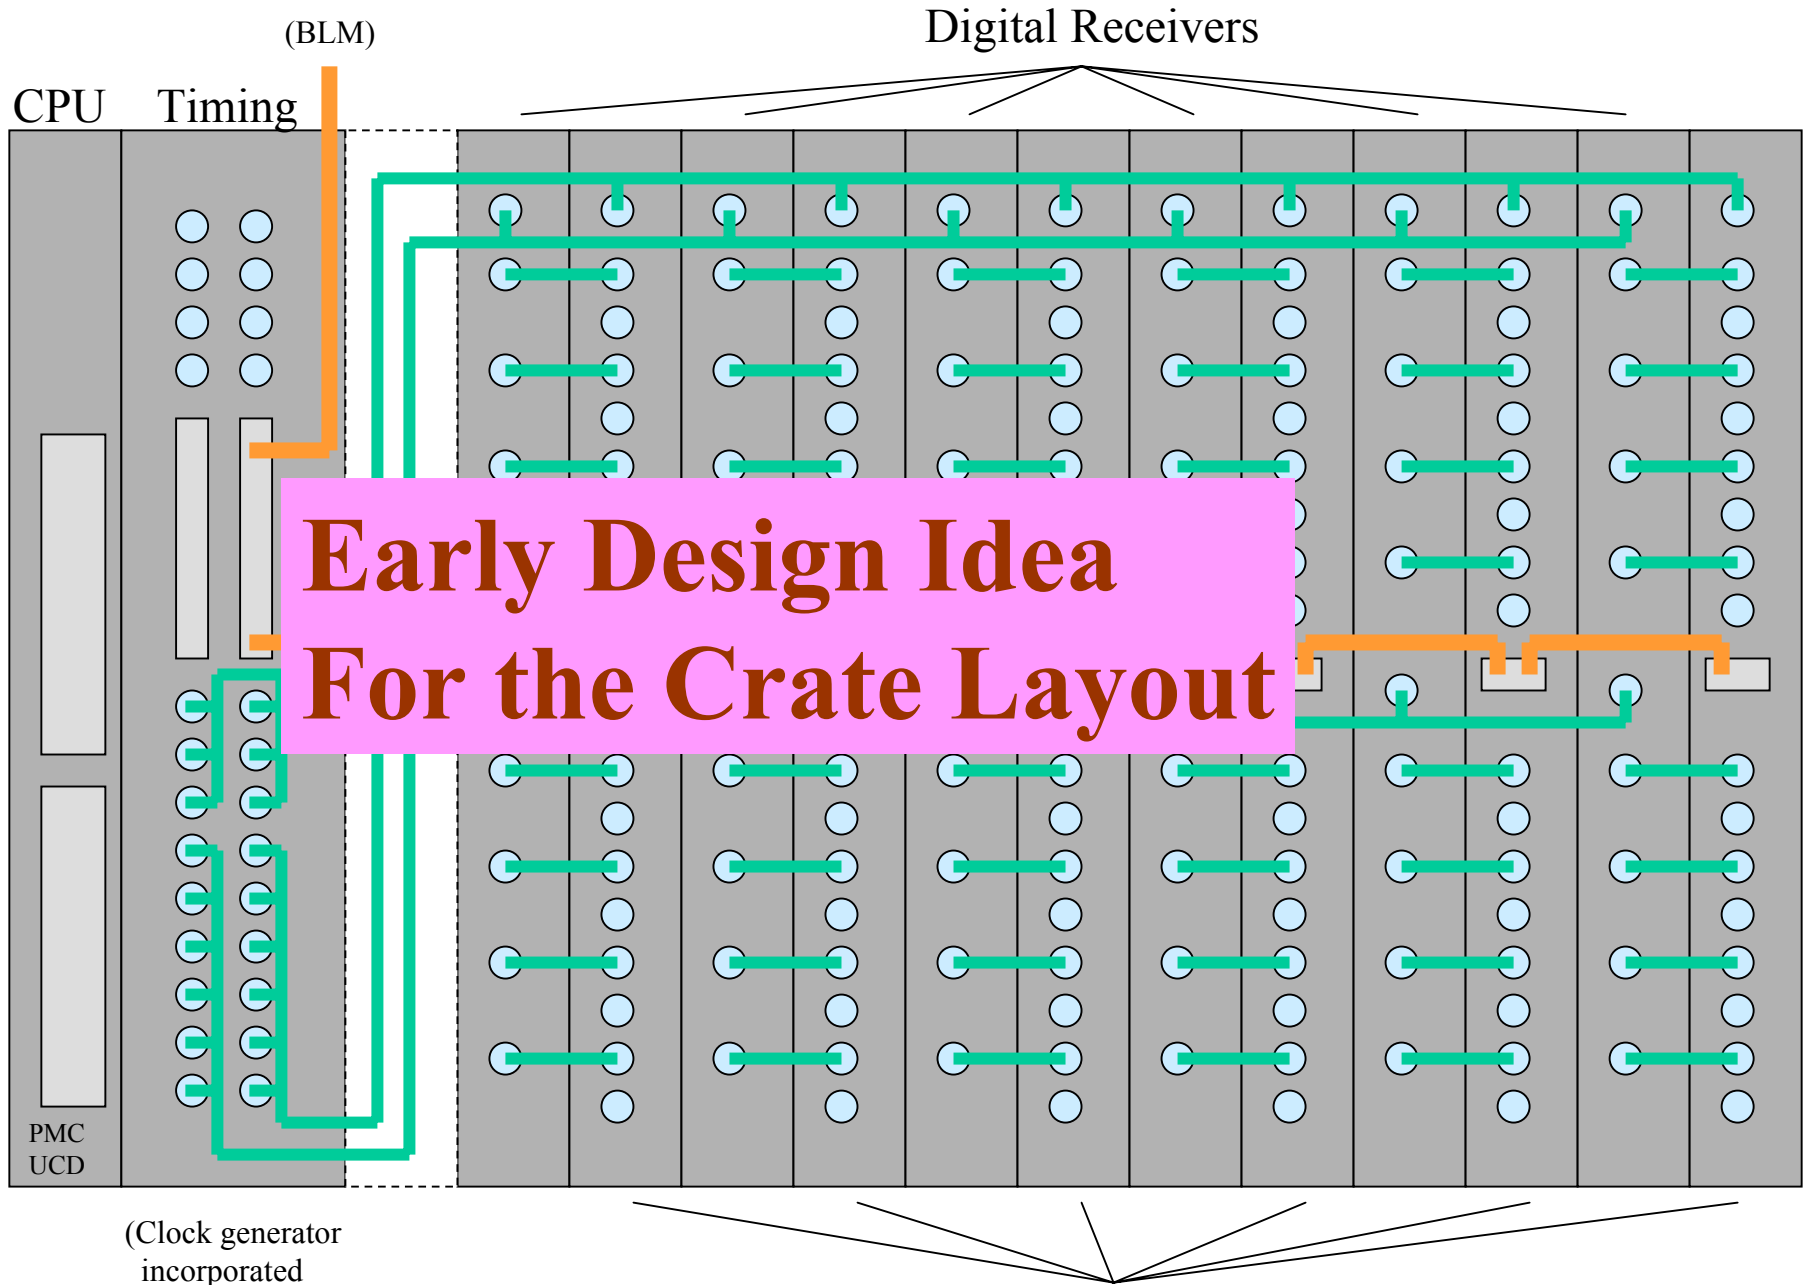 (BLM)
Digital Receivers
CPU
Timing
Early Design Idea
For the Crate Layout
PMC
UCD
(Clock generator
incorporated